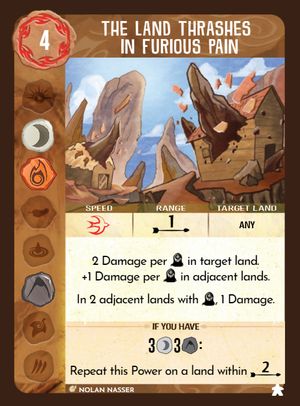 4
THE LAND THRASHES
IN FURIOUS PAIN
SPEED
RANGE
TARGET LAND
1
ANY
2 Damage per in target land.
+1 Damage per in adjacent lands.
In 2 adjacent lands with , 1 Damage.
IF YOU HAVE
3 3 :
Repeat this Power on a land within 2
NOLAN NASSER